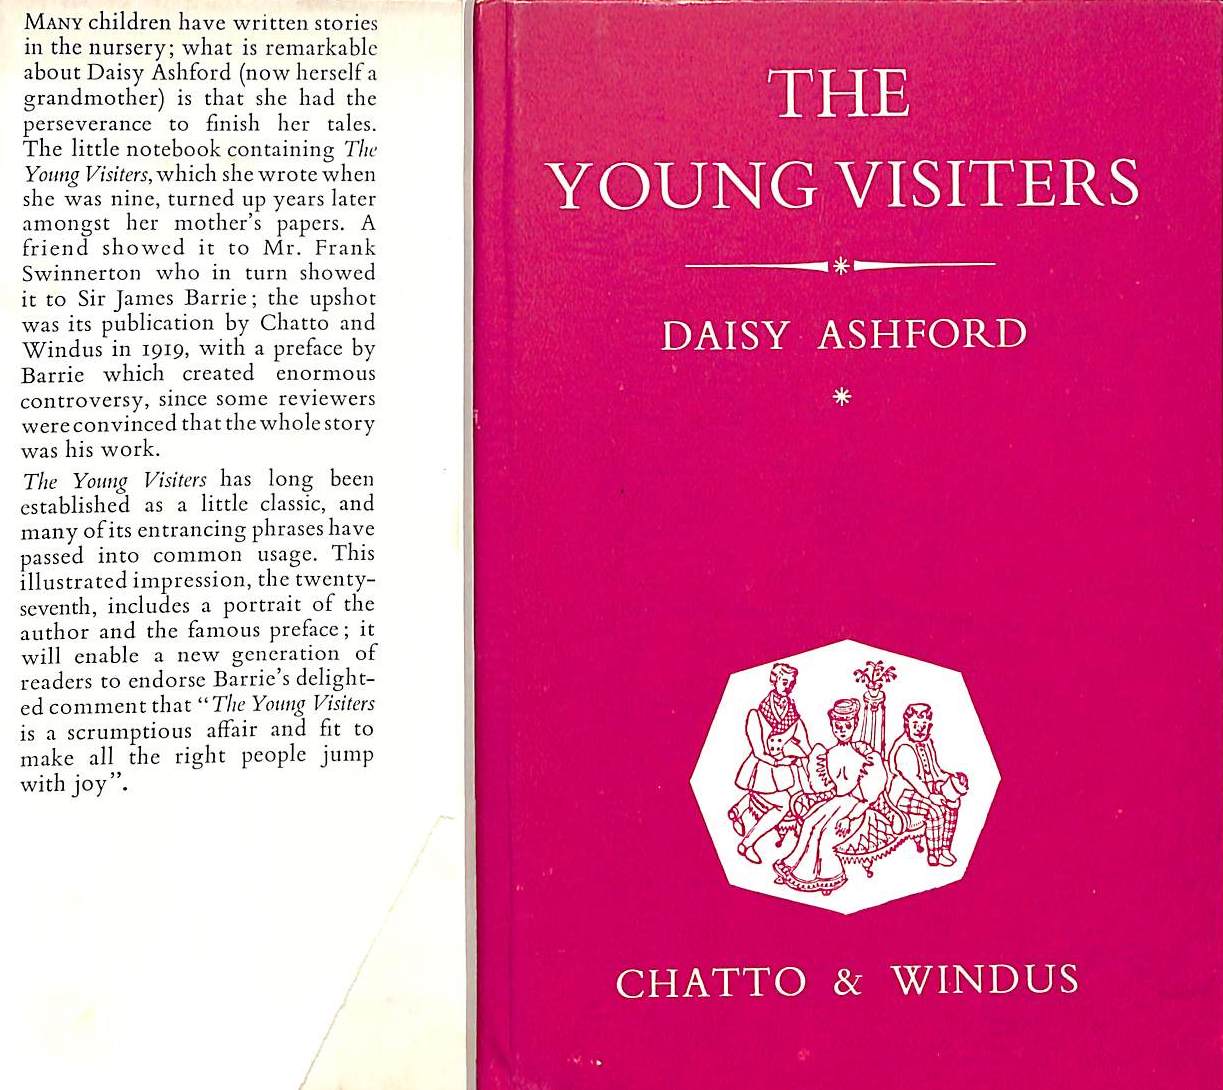 MANY children have written stories
in the nursery; what is remarkable
about Daisy Ashford (now herself a
grandmother) is that she had the
perseverance to finish her tales.
The little notebook containing The
Young Visiters, which she wrote when
she was nine, turned up years later
amongst her mother's papers. A
friend showed it to Mr. Frank
Swinnerton who in turn showed
it to Sir James Barrie; the upshot
was its publication by Chatto and
Windus in 1919, with a preface by
Barrie which created enormous
controversy, since some reviewers
were convinced that the whole story
was his work.
The Young Visiters has long been
established as a little classic, and
many of its entrancing phrases have
passed into common usage. This
illustrated impression, the twenty-
seventh, includes a portrait of the
author and the famous preface; it
will enable a new generation of
readers to endorse Barrie's delight-
ed comment that "The Young Visiters
is a scrumptious affair and fit to
make all the right people jump
with joy".
THE
YOUNG VISITERS
DAISY ASHFORD
CHATTO & WINDUS